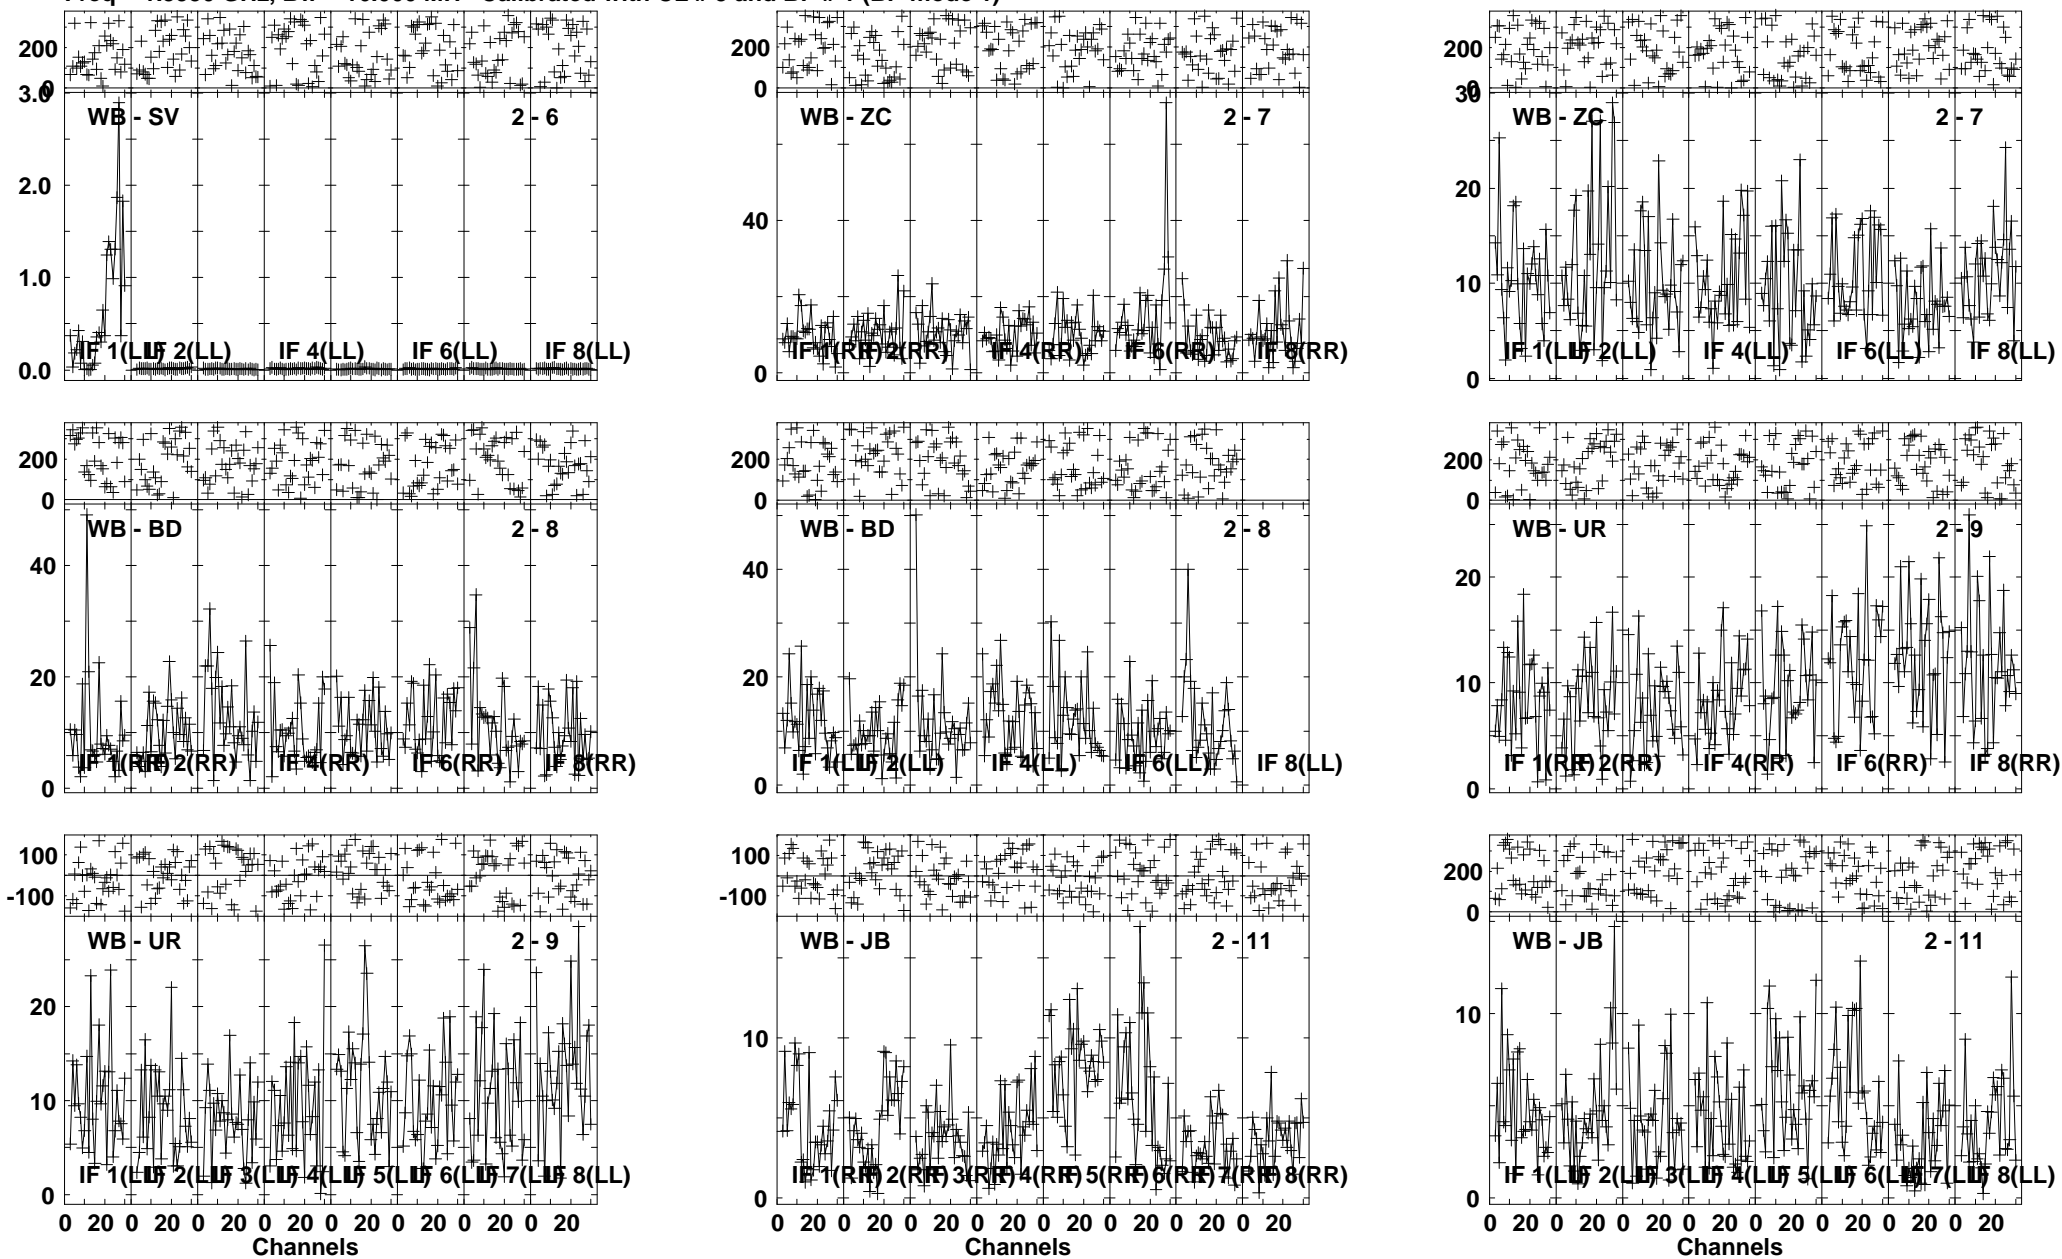 200
0
200
0
200
0
3.0
WB - SV 2 - 6
2.0
1.0
0.0
IF 1(LL) IF 2(LL) IF 4(LL) IF 6(LL) IF 8(LL)
WB - ZC 2 - 7
40
0
IF 1(RR) IF 2(RR) IF 4(RR) IF 6(RR) IF 8(RR)
30
WB - ZC 2 - 7
20
10
0
IF 1(LL) IF 2(LL) IF 4(LL) IF 6(LL) IF 8(LL)
200
0
200
0
200
0
WB - BD 2 - 8
40
20
0
IF 1(RR) IF 2(RR) IF 4(RR) IF 6(RR) IF 8(RR)
WB - BD 2 - 8
40
20
0
IF 1(LL) IF 2(LL) IF 4(LL) IF 6(LL) IF 8(LL)
WB - UR 2 - 9
20
10
0
IF 1(RR) IF 2(RR) IF 4(RR) IF 6(RR) IF 8(RR)
100
-100
100
-100
200
0
WB - UR 2 - 9
20
10
0
IF 1(LL) IF 2(LL) IF 3(LL) IF 4(LL) IF 5(LL) IF 6(LL) IF 7(LL) IF 8(LL)
0 20 0 20 0 20 0 20 0 20 0 20 0 20 0 20
Channels
WB - JB 2 - 11
10
0
IF 1(RR) IF 2(RR) IF 3(RR) IF 4(RR) IF 5(RR) IF 6(RR) IF 7(RR) IF 8(RR)
0 20 0 20 0 20 0 20 0 20 0 20 0 20 0 20
Channels
WB - JB 2 - 11
10
0
IF 1(LL) IF 2(LL) IF 3(LL) IF 4(LL) IF 5(LL) IF 6(LL) IF 7(LL) IF 8(LL)
0 20 0 20 0 20 0 20 0 20 0 20 0 20 0 20
Channels